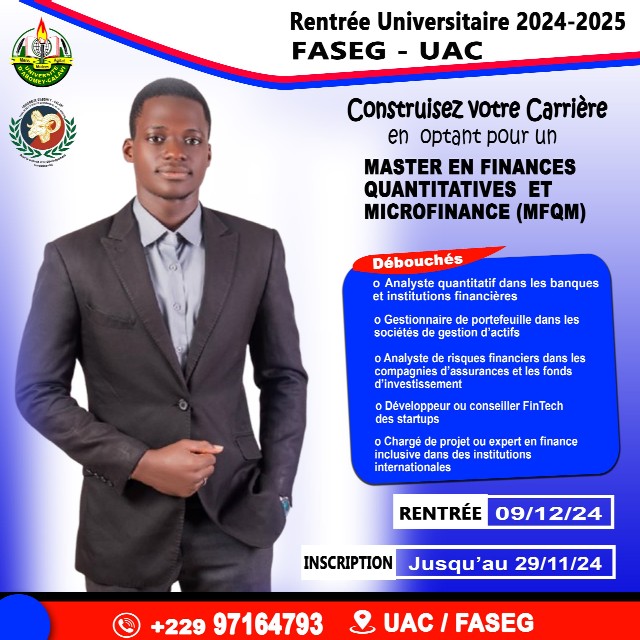 Rentrée Universitaire 2024-2025
FASEG - UAC
UNIVERSITÉ
D'ABOMEY-CALAVI
Construisez votre Carrière
en optant pour un
MASTER EN FINANCES
QUANTITATIVES ET
MICROFINANCE (MFQM)
Débouchés
o Analyste quantitatif dans les banques
et institutions financières
o Gestionnaire de portefeuille dans les
sociétés de gestion d'actifs
o Analyste de risques financiers dans les
compagnies d'assurances et les fonds
d'investissement
o Développeur ou conseiller FinTech
des startups
o Chargé de projet ou expert en finance
inclusive dans des institutions
internationales
RENTRÉE 09/12/24
INSCRIPTION Jusqu'au 29/11/24
+229 97164793 UAC / FASEG